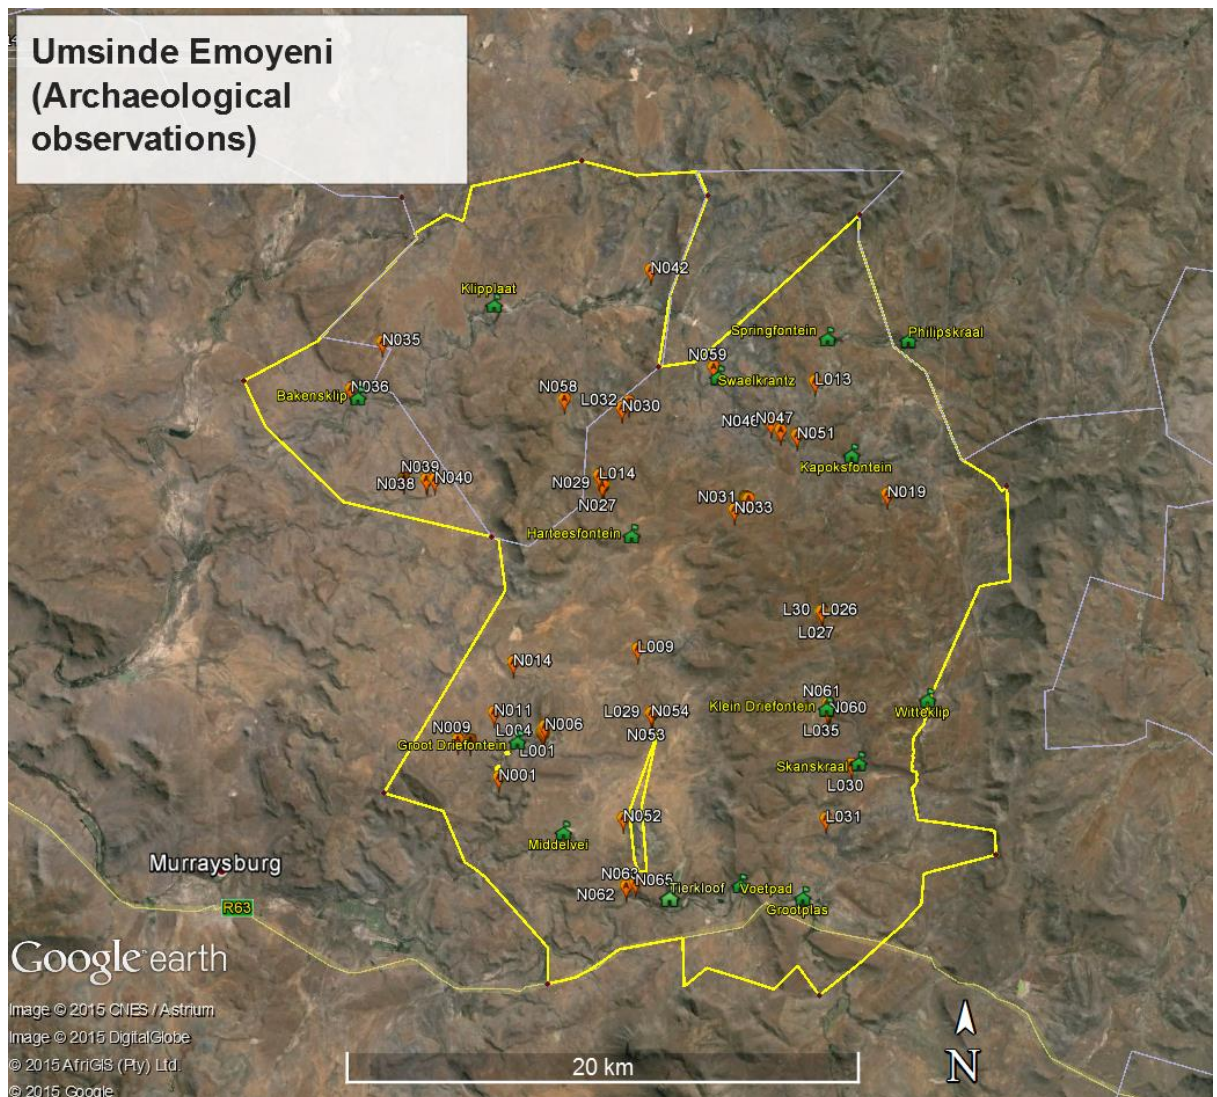 Umsinde Emoyeni
(Archaeological
observations)
N042
Klipplaat
Springfontein
Philipskraal
N035
N059
Swaelkrantz
L013
N036
Bakensklip
N058
L032
N030
N046
N047
N051
Kapoksfontein
N039
N040
N038
L014
N029
N027
N031
N033
N019
Harteesfontein
L30
L026
L027
L009
N014
N061
Klein Driefontein
N060
L035
Witteklip
N011
L029
N054
N053
N009
L004
N006
Groot Driefontein
L001
Skanskraal
L030
N001
N052
L031
Middelvei
Murraysburg
N063
N065
N062
Tierkloof
Voetpad
Grootplas
R63
Google earth
Image © 2015 CNES / Astrium
Image © 2015 DigitalGlobe
© 2015 AfriGIS (Pty) Ltd.
© 2015 Google
20 km
N